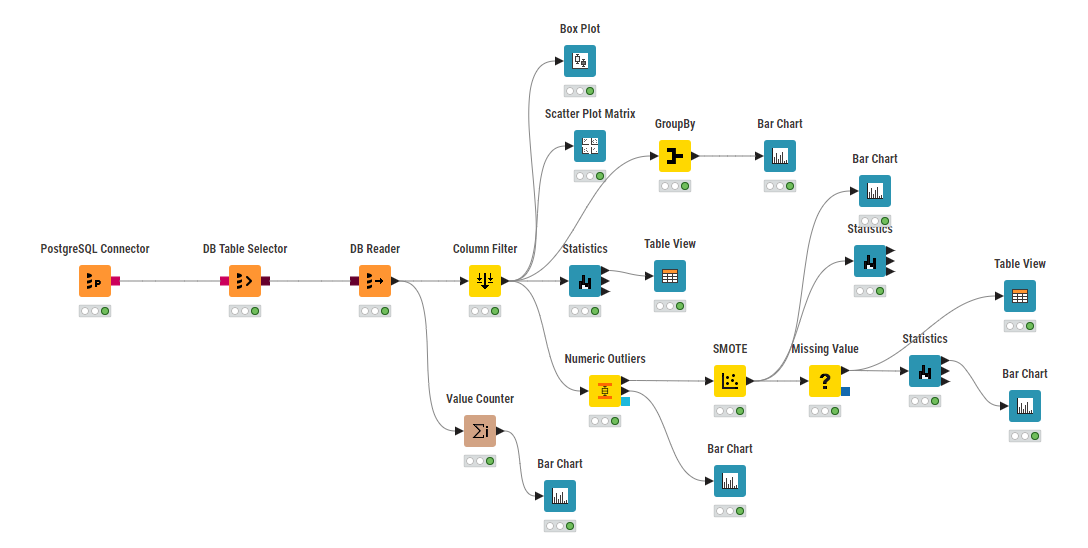 Box Plot
Scatter Plot Matrix
GroupBy
Bar Chart
Bar Chart
Statistics
PostgreSQL Connector
DB Table Selector
DB Reader
Column Filter
Statistics
Table View
Table View
Numeric Outliers
SMOTE
Missing Value
Statistics
Bar Chart
Value Counter
Bar Chart
Bar Chart